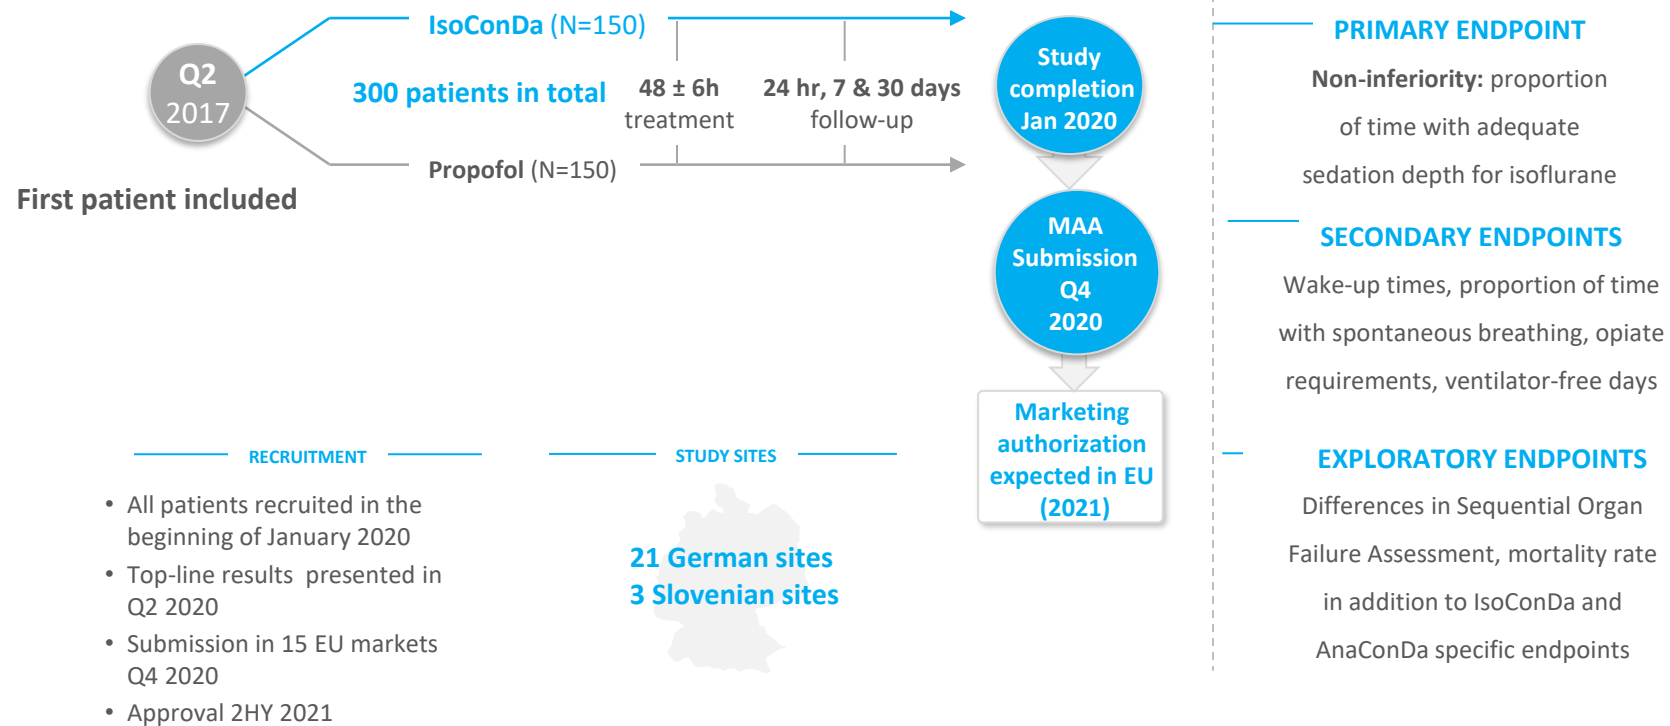 Q2
2017
First patient included
IsoConDa (N=150)
300 patients in total
48 ± 6h
treatment
24 hr, 7 & 30 days
follow-up
Propofol (N=150)
Study
completion
Jan 2020
MAA
Submission
Q4
2020
Marketing
authorization
expected in EU
(2021)
RECRUITMENT
• All patients recruited in the
beginning of January 2020
• Top-line results presented in
Q2 2020
• Submission in 15 EU markets
Q4 2020
• Approval 2HY 2021
STUDY SITES
21 German sites
3 Slovenian sites
PRIMARY ENDPOINT
Non-inferiority: proportion
of time with adequate
sedation depth for isoflurane
SECONDARY ENDPOINTS
Wake-up times, proportion of time
with spontaneous breathing, opiate
requirements, ventilator-free days
EXPLORATORY ENDPOINTS
Differences in Sequential Organ
Failure Assessment, mortality rate
in addition to IsoConDa and
AnaConDa specific endpoints